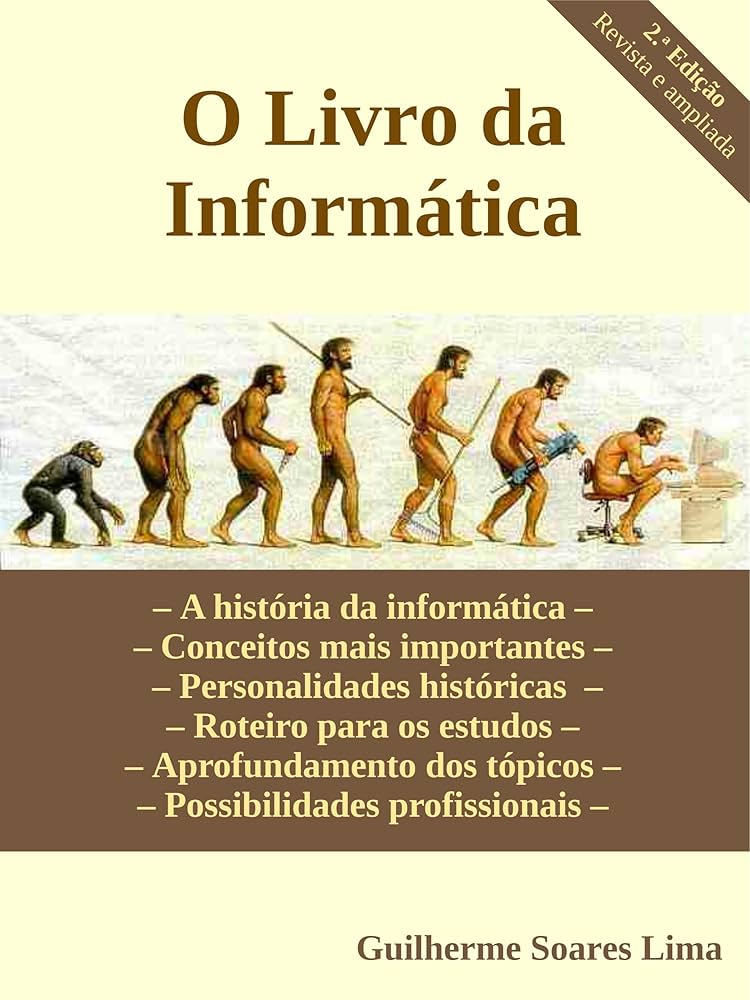 2.ª Edição
Revista e ampliada
O Livro da
Informática
– A história da informática –
– Conceitos mais importantes –
– Personalidades históricas –
– Roteiro para os estudos –
– Aprofundamento dos tópicos –
– Possibilidades profissionais –
Guilherme Soares Lima